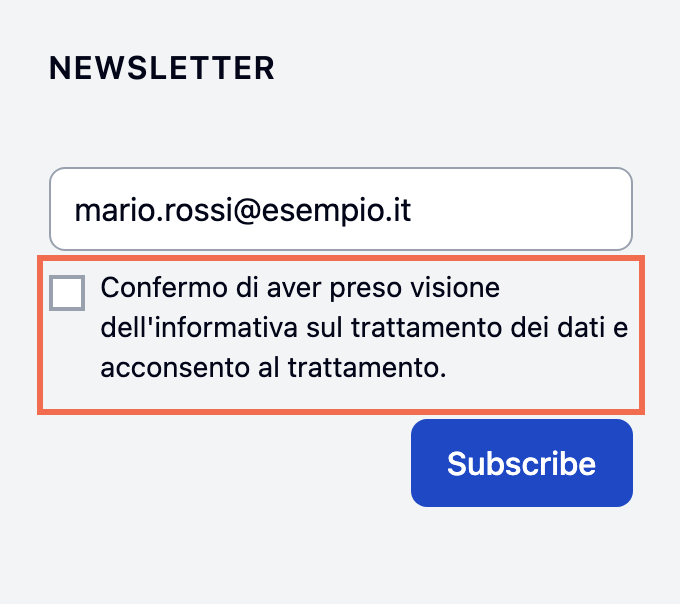 NEWSLETTER
mario.rossi@esempio.it
Confermo di aver preso visione
dell'informativa sul trattamento dei dati e
acconsento al trattamento.
Subscribe